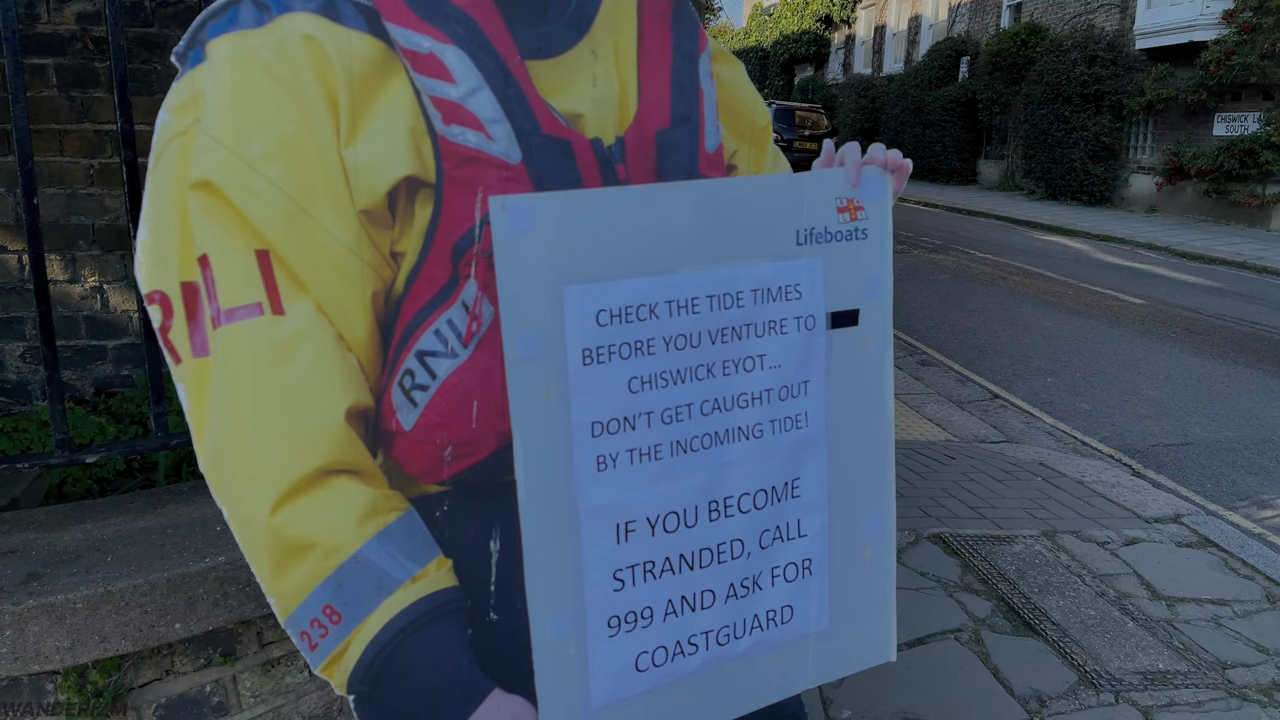 RNLI
RNLI
238
Lifeboats
CHECK THE TIDE TIMES
BEFORE YOU VENTURE TO
CHISWICK EYOT...
DON'T GET CAUGHT OUT
BY THE INCOMING TIDE!
IF YOU BECOME
STRANDED, CALL
999 AND ASK FOR
COASTGUARD
CHISWICK
SOUTH